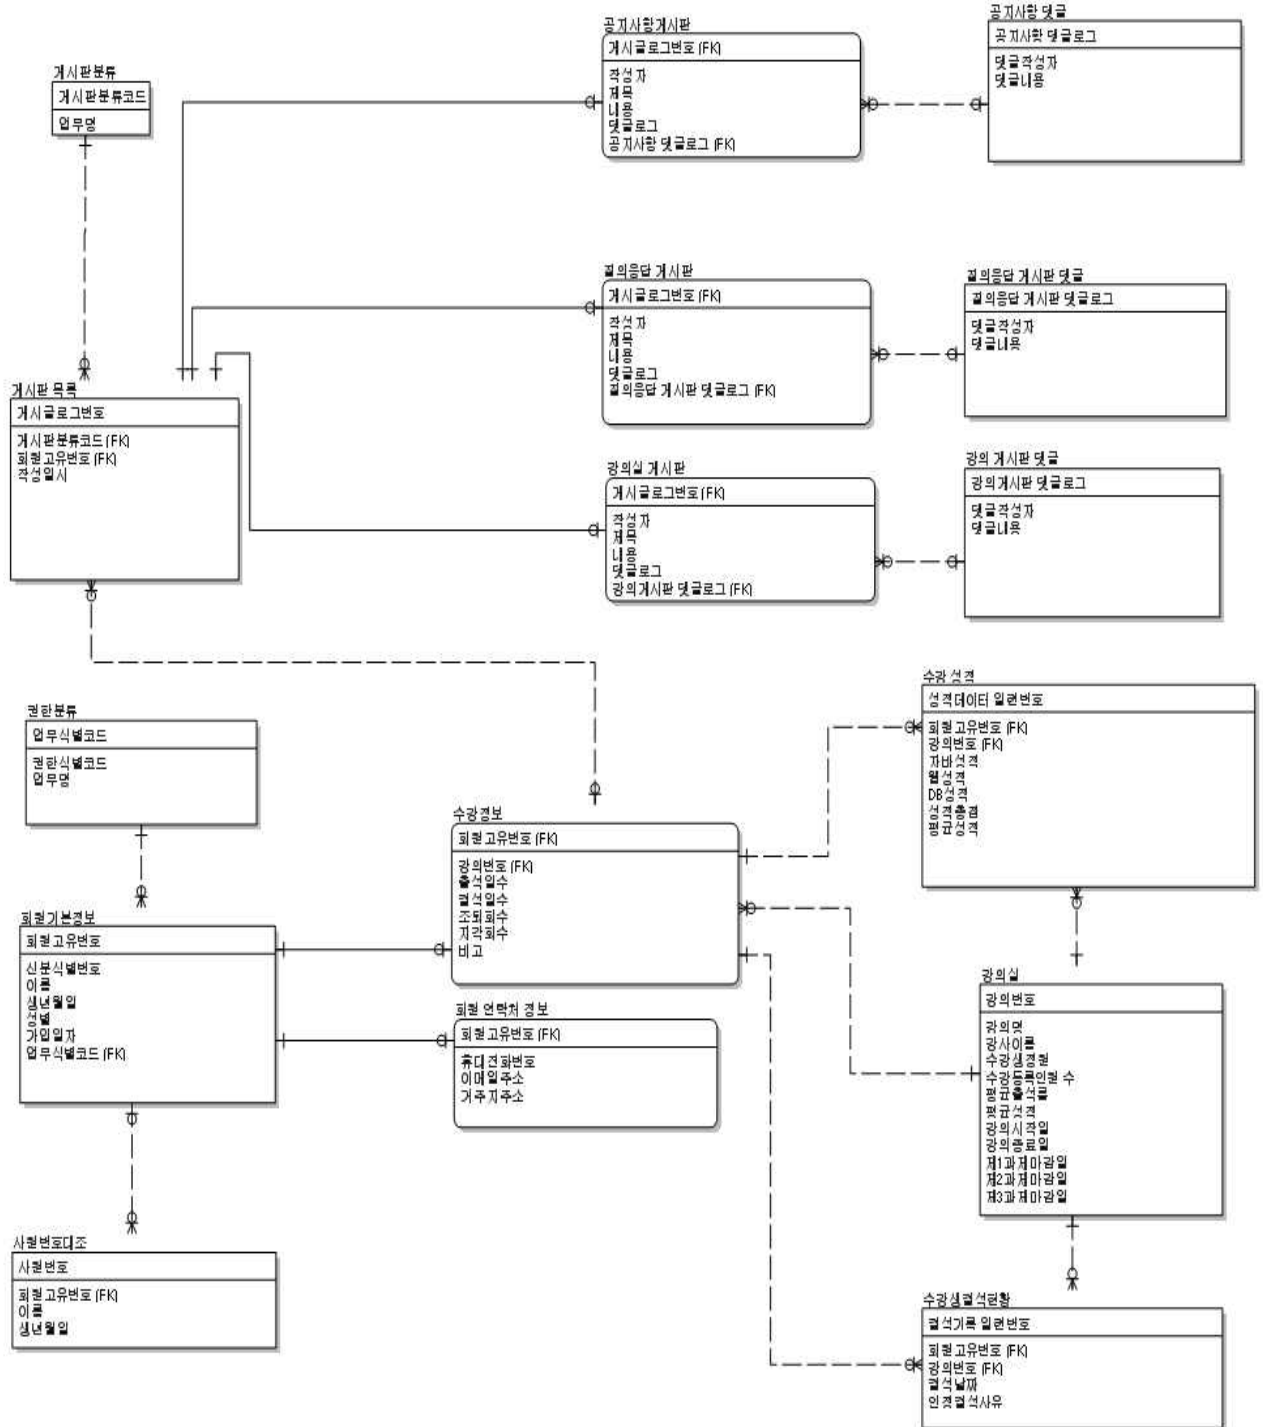 공지사항게시판
게시글로그번호 (FK)
작성자
제목
내용
댓글로그
공지사항 댓글로그 (FK)
공지사항 댓글
공지사항 댓글로그
댓글작성자
댓글내용
게시판분류
게시판분류코드
업무명
질의응답 게시판
게시글로그번호 (FK)
작성자
제목
내용
댓글로그
질의응답 게시판 댓글로그 (FK)
질의응답 게시판 댓글
질의응답 게시판 댓글로그
댓글작성자
댓글내용
게시판 목록
게시글로그번호
게시판분류코드 (FK)
회원고유번호 (FK)
작성일시
강의실 게시판
게시글로그번호 (FK)
작성자
제목
내용
댓글로그
강의게시판 댓글로그 (FK)
강의 게시판 댓글
강의게시판 댓글로그
댓글작성자
댓글내용
수강 성적
성적데이터 일련번호
회원고유번호 (FK)
강의번호 (FK)
자바성적
웹성적
DB성적
성적총점
평균성적
권한분류
업무식별코드
권한식별코드
업무명
수강정보
회원고유번호 (FK)
강의번호 (FK)
출석일수
결석일수
조퇴회수
지각회수
비고
회원기본정보
회원고유번호
신분식별번호
이름
생년월일
성별
가입일자
업무식별코드 (FK)
회원 연락처 정보
회원고유번호 (FK)
휴대전화번호
이메일주소
거주지주소
강의실
강의번호
강의명
강사이름
수강생정원
수강등록인원 수
평균출석률
평균성적
강의시작일
강의종료일
제1과제마감일
제2과제마감일
제3과제마감일
사원번호대조
사원번호
회원고유번호 (FK)
이름
생년월일
수강생결석현황
결석기록 일련번호
회원고유번호 (FK)
강의번호 (FK)
결석날짜
인정결석사유